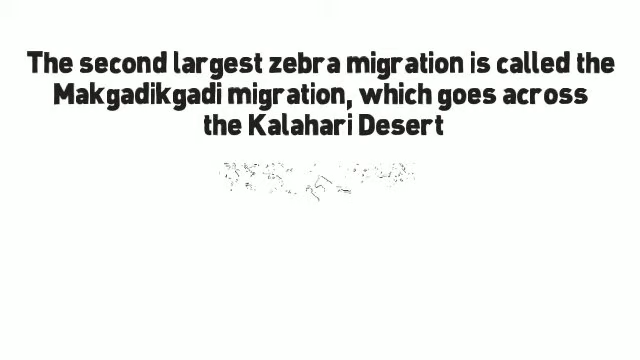 The second largest zebra migration is called the
Makgadikgadi migration, which goes across
the Kalahari Desert